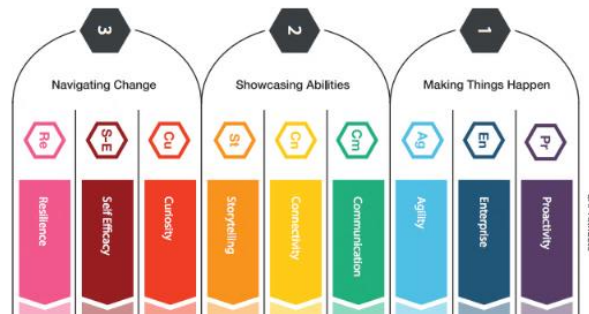 3
2
1
Navigating Change
Showcasing Abilities
Making Things Happen
Re
S-E
Cu
St
Cn
Cm
Ag
En
Pr
Resilience
Self Efficacy
Curiosity
Storytelling
Connectivity
Communication
Agility
Enterprise
Proactivity